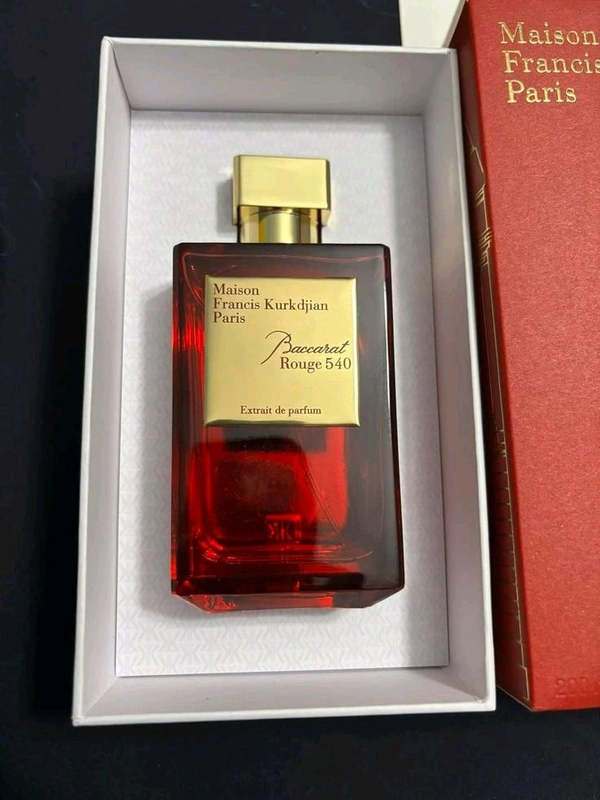 Maison
Francis Kurkdjian
Paris
Baccarat
Rouge 540
Extrait de parfum
Maison
Francis
Paris